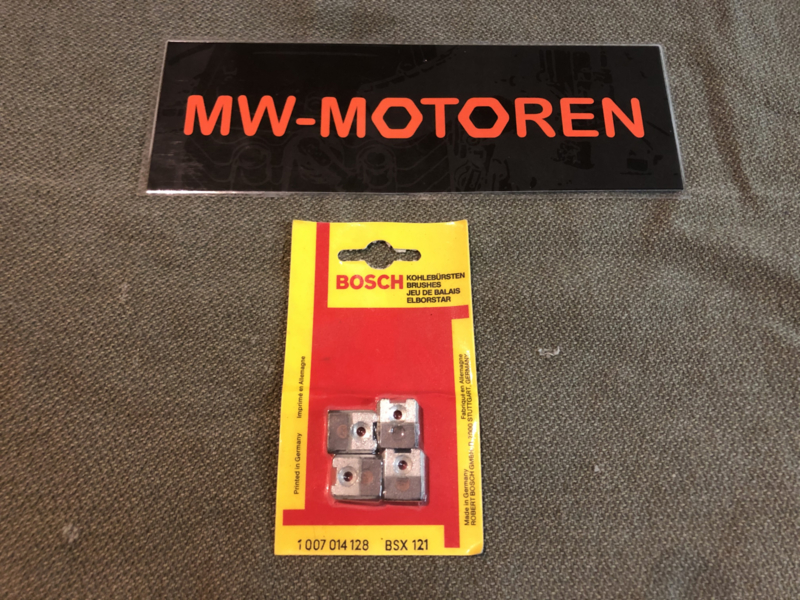 MW-MOTOREN
BOSCH
KOHLEBÜRSTEN
BRUSHES
JEU DE BALAIS
ELBORSTAR
Imprimé en Allemagne
Printed in Germany
Fabriqué en Allemagne
Made in Germany
ROBERT BOSCH GMBH, D-7000 STUTTGART, GERMANY
1 007 014 128 BSX 121